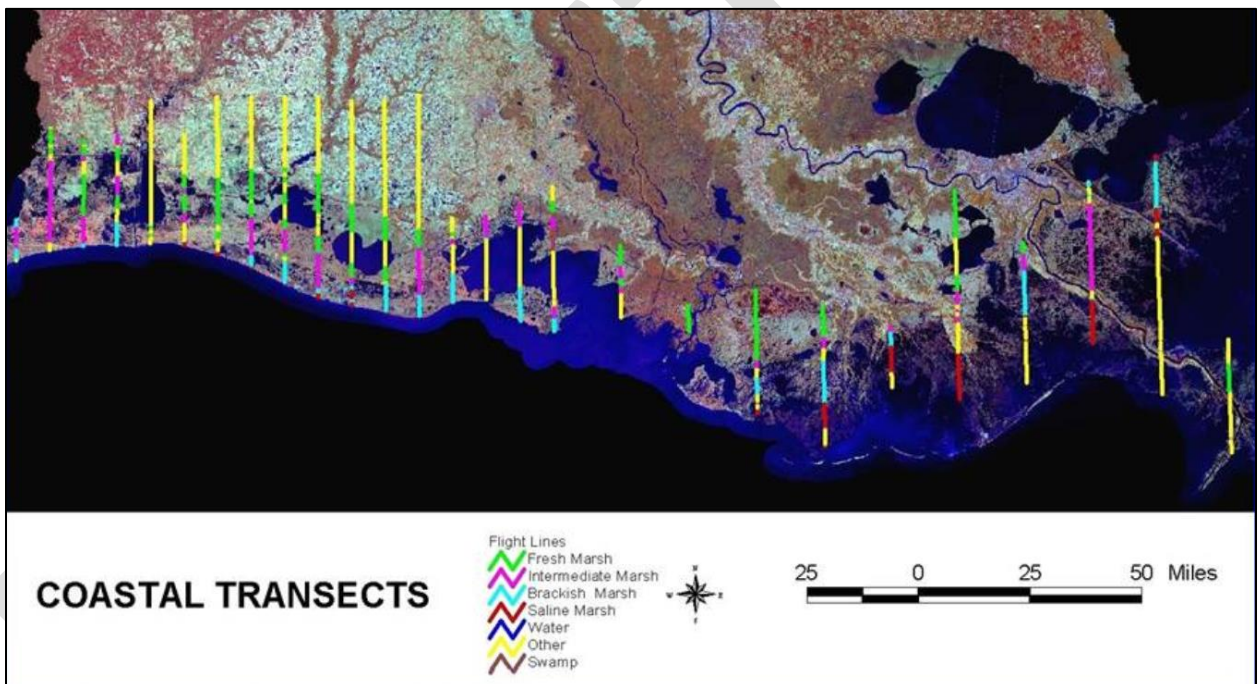 COASTAL TRANSECTS
Flight Lines
Fresh Marsh
Intermediate Marsh
Brackish Marsh
Saline Marsh
Water
Other
Swamp
N
W
25 0 25 50 Miles